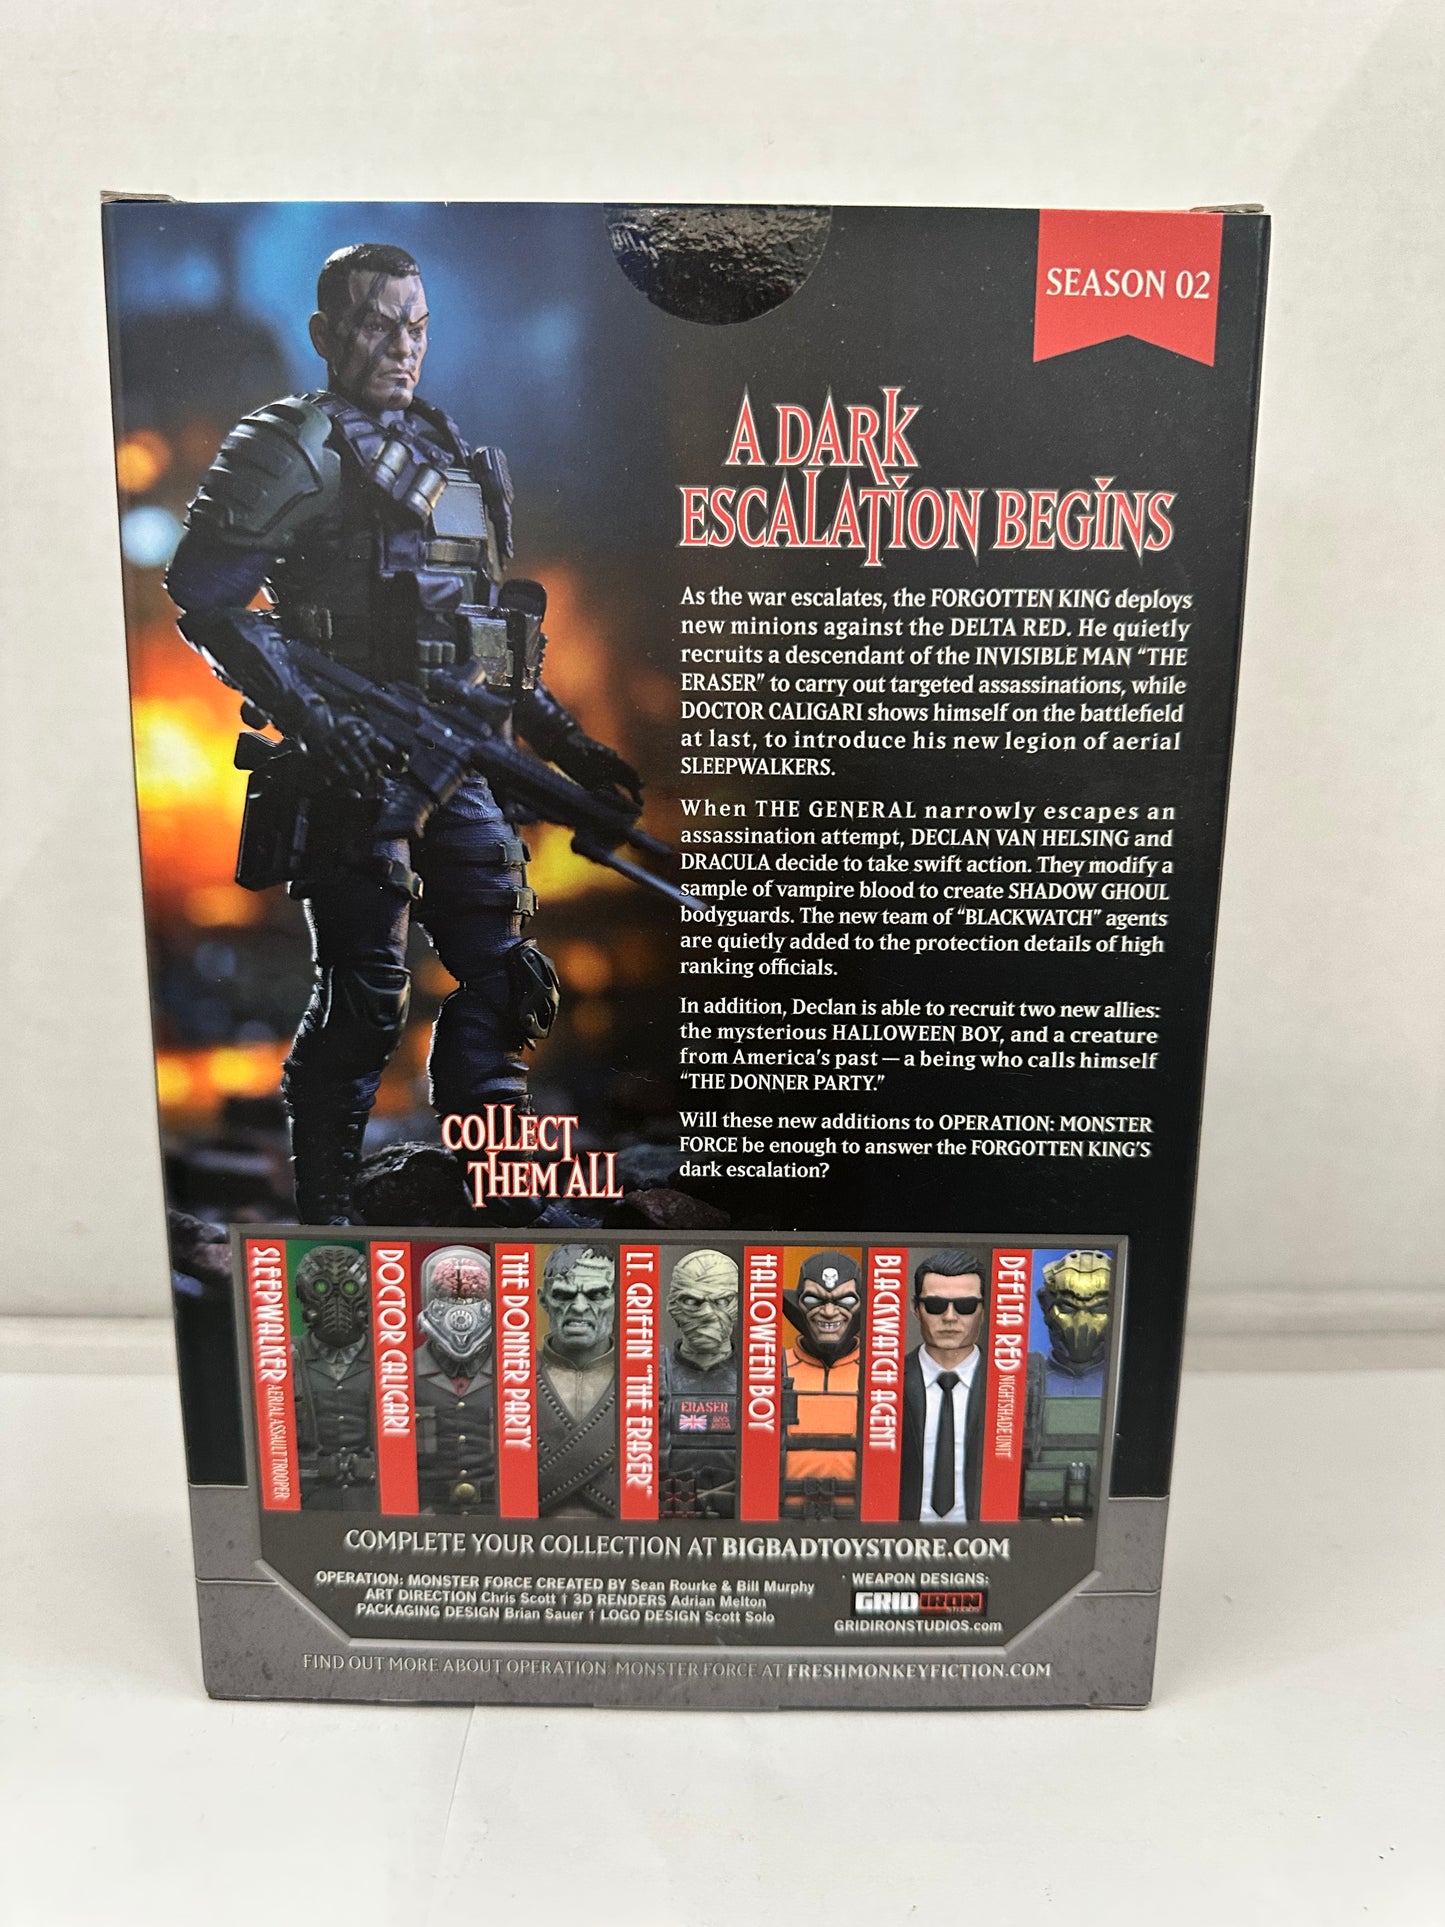 SEASON 02
A DARK
ESCALATION BEGINS
As the war escalates, the FORGOTTEN KING deploys
new minions against the DELTA RED. He quietly
recruits a descendant of the INVISIBLE MAN “THE
ERASER” to carry out targeted assassinations, while
DOCTOR CALIGARI shows himself on the battlefield
at last, to introduce his new legion of aerial
SLEEPWALKERS.
When THE GENERAL narrowly escapes an
assassination attempt, DECLAN VAN HELSING and
DRACULA decide to take swift action. They modify a
sample of vampire blood to create SHADOW GHOUL
bodyguards. The new team of “BLACKWATCH” agents
are quietly added to the protection details of high
ranking officials.
In addition, Declan is able to recruit two new allies:
the mysterious HALLOWEEN BOY, and a creature
from America's past — a being who calls himself
“THE DONNER PARTY.”
Will these new additions to OPERATION: MONSTER
FORCE be enough to answer the FORGOTTEN KING'S
dark escalation?
COLLECT
THEM ALL
SLEEPWALKER AERIAL ASSAULT TROOPER
DOCTOR CALIGARI
THE DONNER PARTY
LT. GRIFFIN "THE ERASER"
ERASER
HALLOWEEN BOY
BLACKWATCH AGENT
DELTA RED NIGHTSHADE UNIT
COMPLETE YOUR COLLECTION AT BIGBADTOYSTORE.COM
OPERATION: MONSTER FORCE CREATED BY Sean Rourke & Bill Murphy
ART DIRECTION Chris Scott † 3D RENDERS Adrian Melton
PACKAGING DESIGN Brian Sauer † LOGO DESIGN Scott Solo
WEAPON DESIGNS:
GRIDIRON
STUDIOS
GRIDIRONSTUDIOS.com
FIND OUT MORE ABOUT OPERATION: MONSTER FORCE AT FRESHMONKEYFICTION.COM